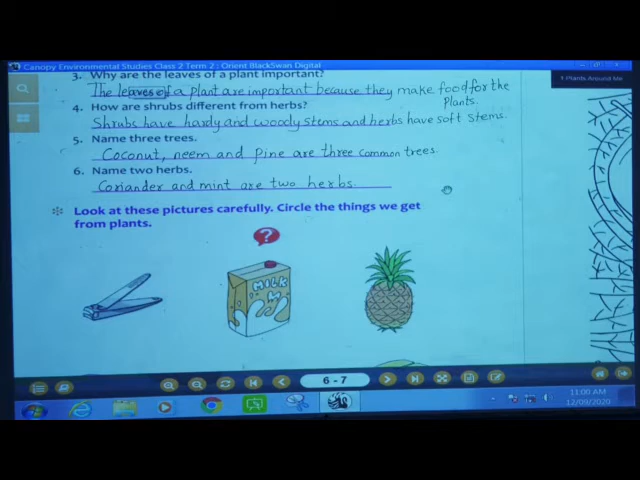 Canopy Environmental Studies Class 2 Term 2 : Orient BlackSwan Digital
1 Plants Around Me
3. Why are the leaves of a plant important?
The leaves of a plant are important because they make food for the
Plants.
4. How are shrubs different from herbs?
Shrubs have hardy and woody stems and herbs have soft stems.
5. Name three trees.
Coconut, neem and Pine are three common trees.
6. Name two herbs.
Coriander and mint are two herbs.
Look at these pictures carefully. Circle the things we get
from plants.
?
MILK
6 - 7
11:00 AM
12/09/2020